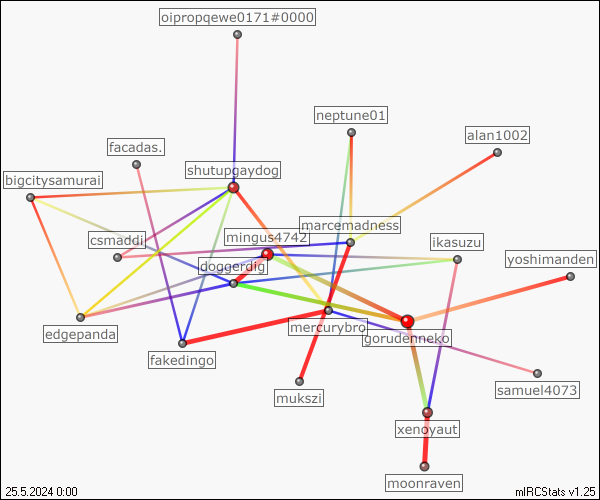 oipropqewe0171#0000
neptune01
alan1002
facadas.
shutupgaydog
bigcitysamurai
marcemadness
mingus4742
csmaddi
ikasuzu
doggerdig
yoshimanden
mercurybro
edgepanda
gorudemeko
fakedingo
samuel4073
mukszi
xenoyaut
moonraven
25.5.2024 0:00
mIRCStats v1.25